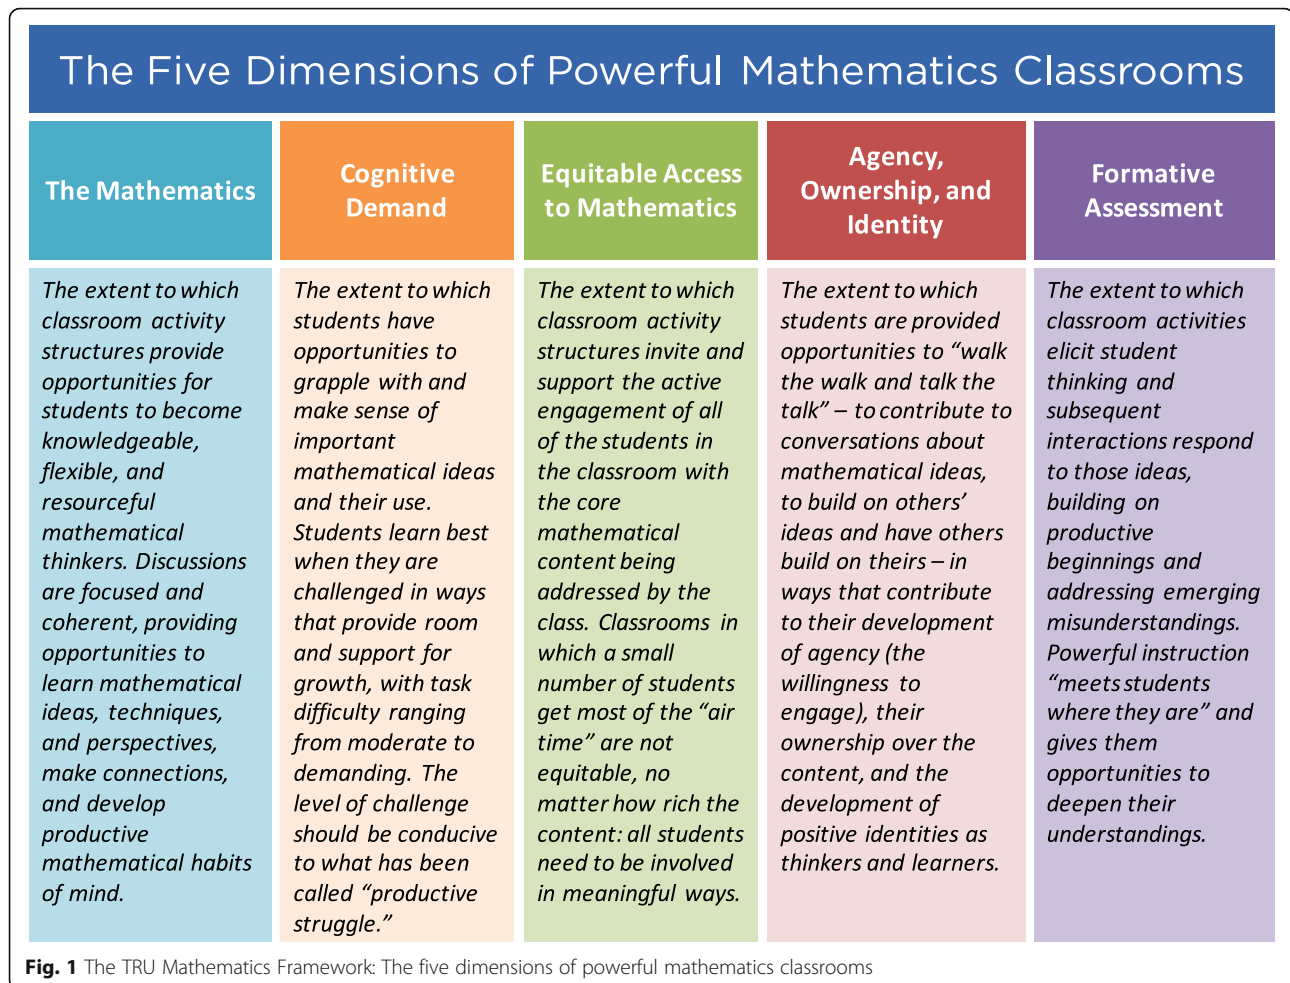 The Five Dimensions of Powerful Mathematics Classrooms
The Mathematics
The extent to which
classroom activity
structures provide
opportunities for
students to become
knowledgeable,
flexible, and
resourceful
mathematical
thinkers. Discussions
are focused and
coherent, providing
opportunities to
learn mathematical
ideas, techniques,
and perspectives,
make connections,
and develop
productive
mathematical habits
of mind.
Cognitive
Demand
The extent to which
students have
opportunities to
grapple with and
make sense of
important
mathematical ideas
and their use.
Students learn best
when they are
challenged in ways
that provide room
and support for
growth, with task
difficulty ranging
from moderate to
demanding. The
level of challenge
should be conducive
to what has been
called “productive
struggle.”
Equitable Access
to Mathematics
The extent to which
classroom activity
structures invite and
support the active
engagement of all
of the students in
the classroom with
the core
mathematical
content being
addressed by the
class. Classrooms in
which a small
number of students
get most of the “air
time” are not
equitable, no
matter how rich the
content: all students
need to be involved
in meaningful ways.
Agency,
Ownership, and
Identity
The extent to which
students are provided
opportunities to “walk
the walk and talk the
talk” – to contribute to
conversations about
mathematical ideas,
to build on others’
ideas and have others
build on theirs – in
ways that contribute
to their development
of agency (the
willingness to
engage), their
ownership over the
content, and the
development of
positive identities as
thinkers and learners.
Formative
Assessment
The extent to which
classroom activities
elicit student
thinking and
subsequent
interactions respond
to those ideas,
building on
productive
beginnings and
addressing emerging
misunderstandings.
Powerful instruction
“meets students
where they are” and
gives them
opportunities to
deepen their
understandings.
Fig. 1 The TRU Mathematics Framework: The five dimensions of powerful mathematics classrooms